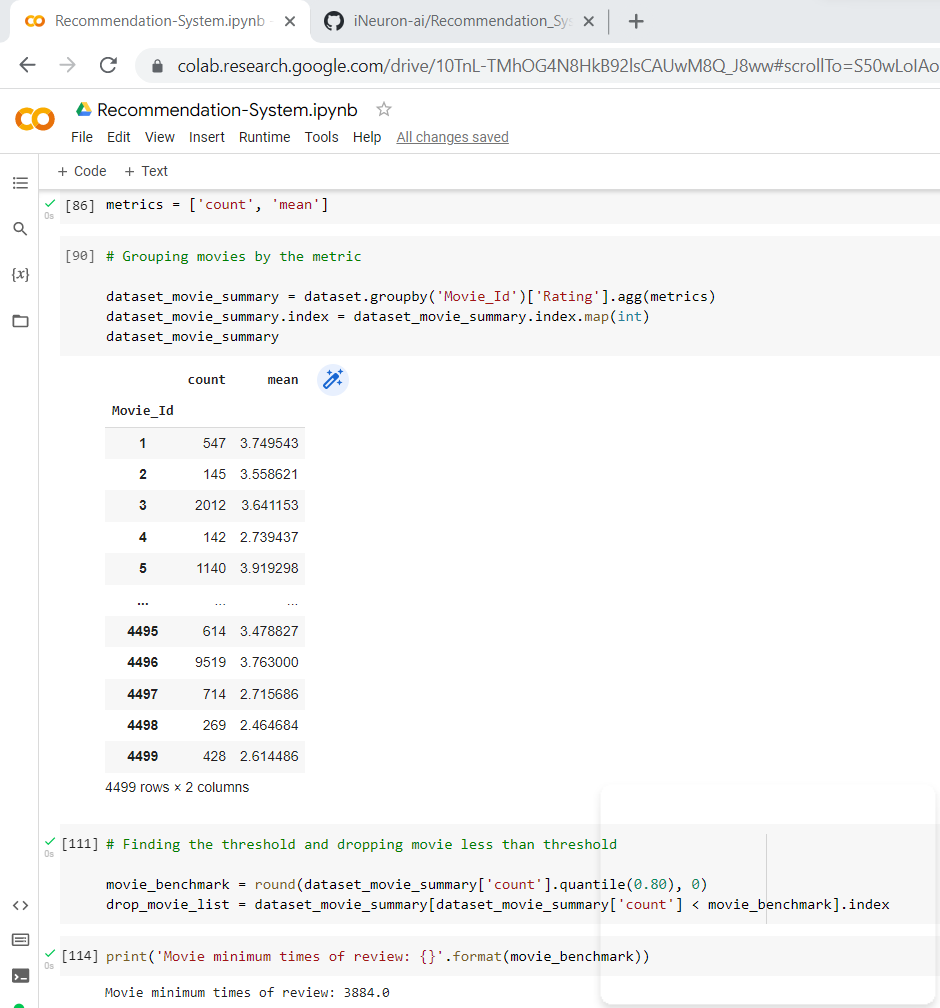 Recommendation-System.ipynb -
iNeuron-ai/Recommendation_Sys
colab.research.google.com/drive/10TnL-TMhOG4N8HkB92lsCAUwM8Q_J8ww#scrollTo=S50wLoIAo
Recommendation-System.ipynb
File Edit View Insert Runtime Tools Help All changes saved
+ Code + Text
0s [86] metrics = ['count', 'mean']
[90] # Grouping movies by the metric
dataset_movie_summary = dataset.groupby('Movie_Id')['Rating'].agg(metrics)
dataset_movie_summary.index = dataset_movie_summary.index.map(int)
dataset_movie_summary
count mean
Movie_Id
1 547 3.749543
2 145 3.558621
3 2012 3.641153
4 142 2.739437
5 1140 3.919298
... ... ...
4495 614 3.478827
4496 9519 3.763000
4497 714 2.715686
4498 269 2.464684
4499 428 2.614486
4499 rows × 2 columns
0s [111] # Finding the threshold and dropping movie less than threshold
movie_benchmark = round(dataset_movie_summary['count'].quantile(0.80), 0)
drop_movie_list = dataset_movie_summary[dataset_movie_summary['count'] < movie_benchmark].index
0s [114] print('Movie minimum times of review: {}'.format(movie_benchmark))
Movie minimum times of review: 3884.0